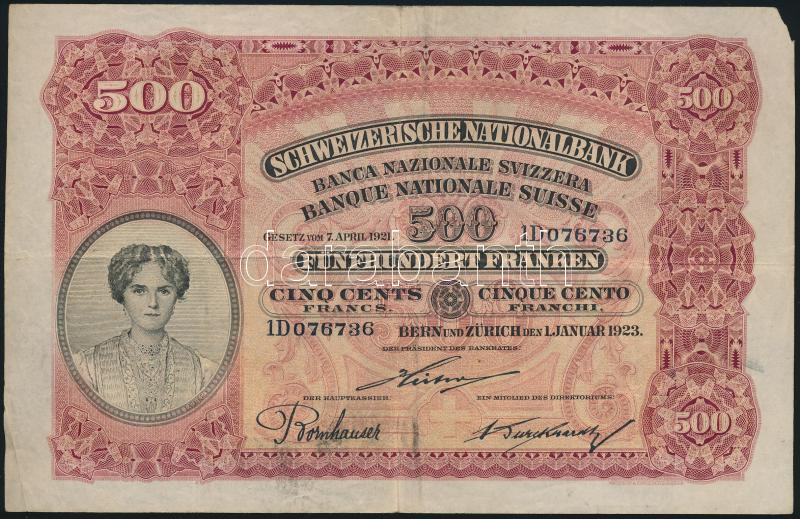 500
500
SCHWEIZERISCHE NATIONALBANK
BANCA NAZIONALE SVIZZERA
BANQUE NATIONALE SUISSE
GESETZ VOM 7. APRIL 1921.
500
1D076736
darabanth
FÜNFHUNDERT FRANKEN
CINQ CENTS
FRANCS.
CINQUE CENTO
FRANCHI.
1D076736
BERN UND ZÜRICH DEN 1. JANUAR 1923.
DER PRÄSIDENT DES BANKRATES:
DER HAUPTKASSIER:
EIN MITGLIED DES DIREKTORIUMS:
Bornhauser
Burckhardt
500